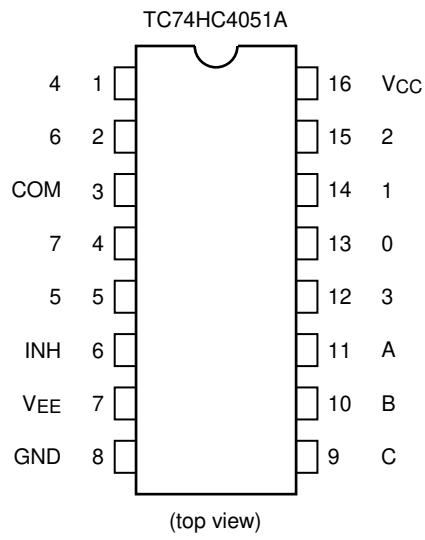 TC74HC4051A
4 1 16 VCC
6 2 15 2
COM 3 14 1
7 4 13 0
5 5 12 3
INH 6 11 A
VEE 7 10 B
GND 8 9 C
(top view)